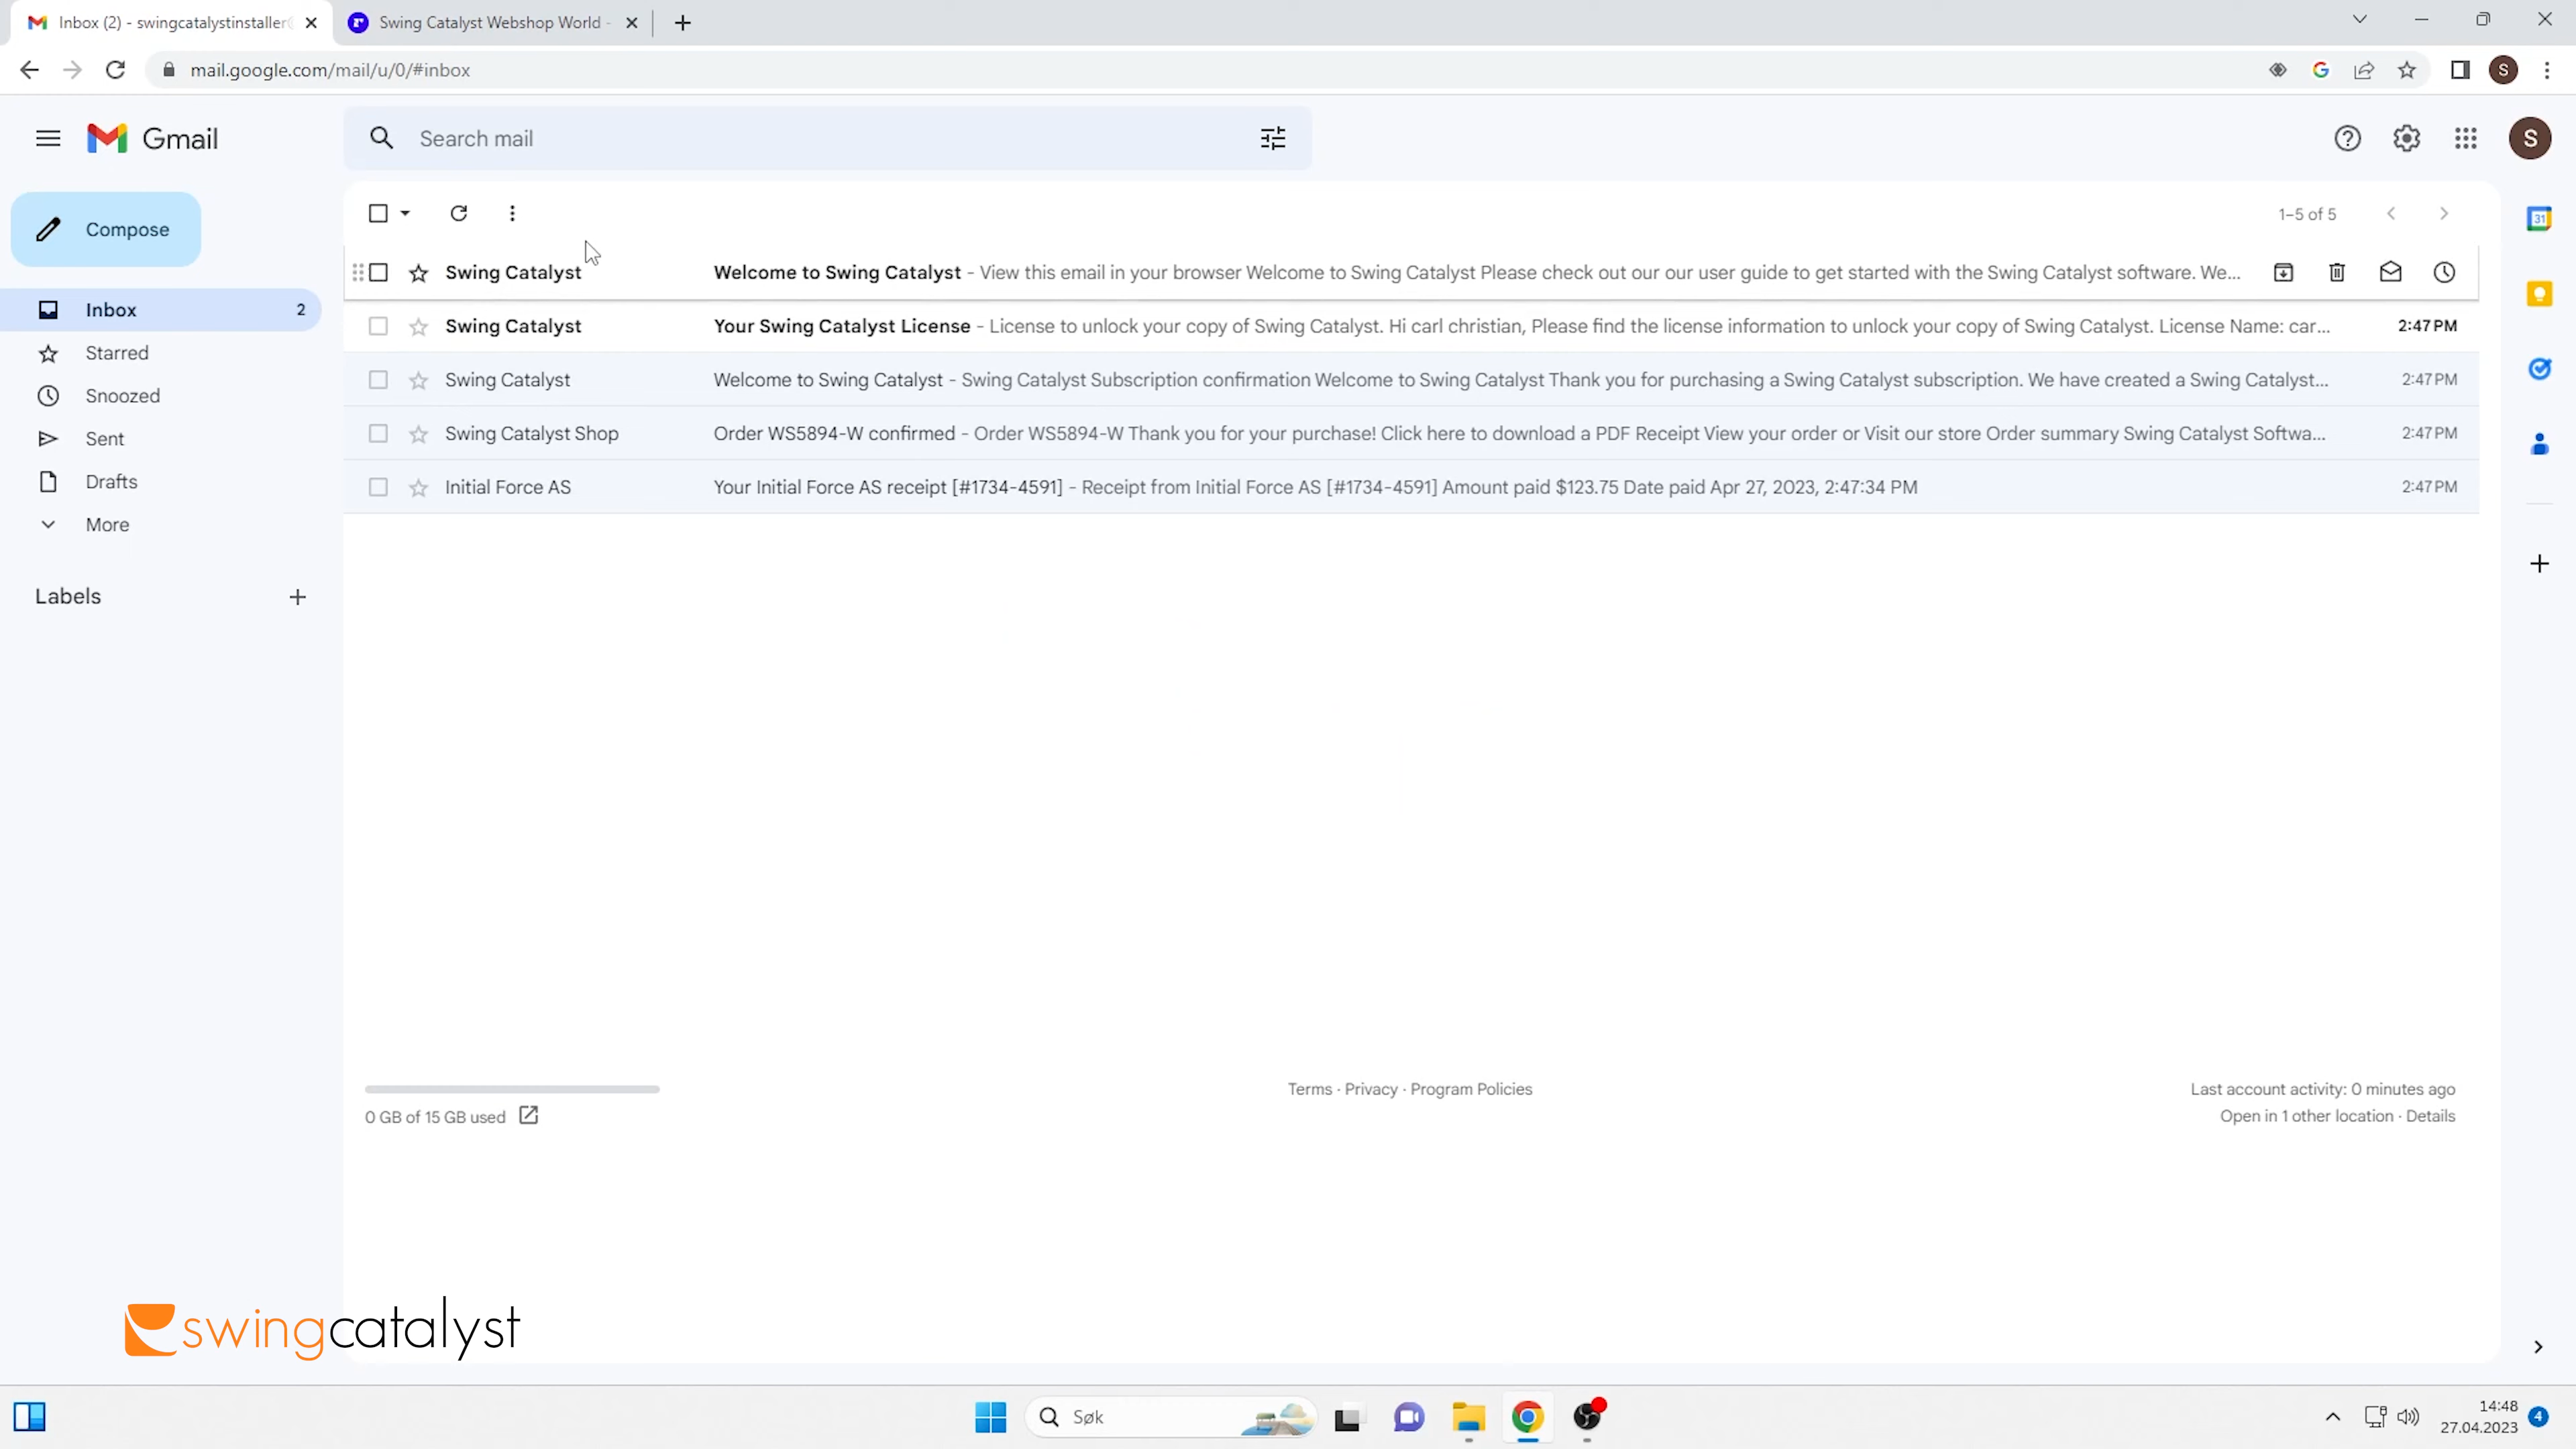 Inbox (2) - swingcatalystinstaller@
Swing Catalyst Webshop World -
mail.google.com/mail/u/0/#inbox
S
Gmail
Search mail
S
Compose
1–5 of 5
31
Swing Catalyst Welcome to Swing Catalyst - View this email in your browser Welcome to Swing Catalyst Please check out our our user guide to get started with the Swing Catalyst software. We...
Inbox 2
Swing Catalyst Your Swing Catalyst License - License to unlock your copy of Swing Catalyst. Hi carl christian, Please find the license information to unlock your copy of Swing Catalyst. License Name: car... 2:47 PM
Starred
Swing Catalyst Welcome to Swing Catalyst - Swing Catalyst Subscription confirmation Welcome to Swing Catalyst Thank you for purchasing a Swing Catalyst subscription. We have created a Swing Catalyst... 2:47 PM
Snoozed
Swing Catalyst Shop Order WS5894-W confirmed - Order WS5894-W Thank you for your purchase! Click here to download a PDF Receipt View your order or Visit our store Order summary Swing Catalyst Softwa... 2:47 PM
Sent
Drafts
Initial Force AS Your Initial Force AS receipt [#1734-4591] - Receipt from Initial Force AS [#1734-4591] Amount paid $123.75 Date paid Apr 27, 2023, 2:47:34 PM 2:47 PM
More
Labels
Terms · Privacy · Program Policies
Last account activity: 0 minutes ago
0 GB of 15 GB used
Open in 1 other location · Details
swingcatalyst
Søk
14:48
27.04.2023
4